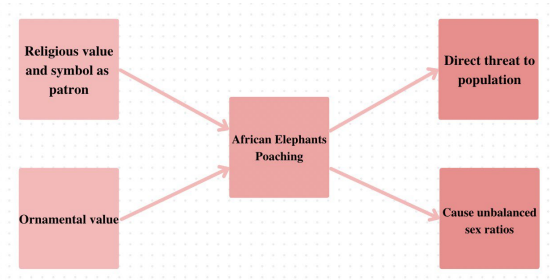 Religious value
and symbol as
patron
Ornamental value
African Elephants
Poaching
Direct threat to
population
Cause unbalanced
sex ratios